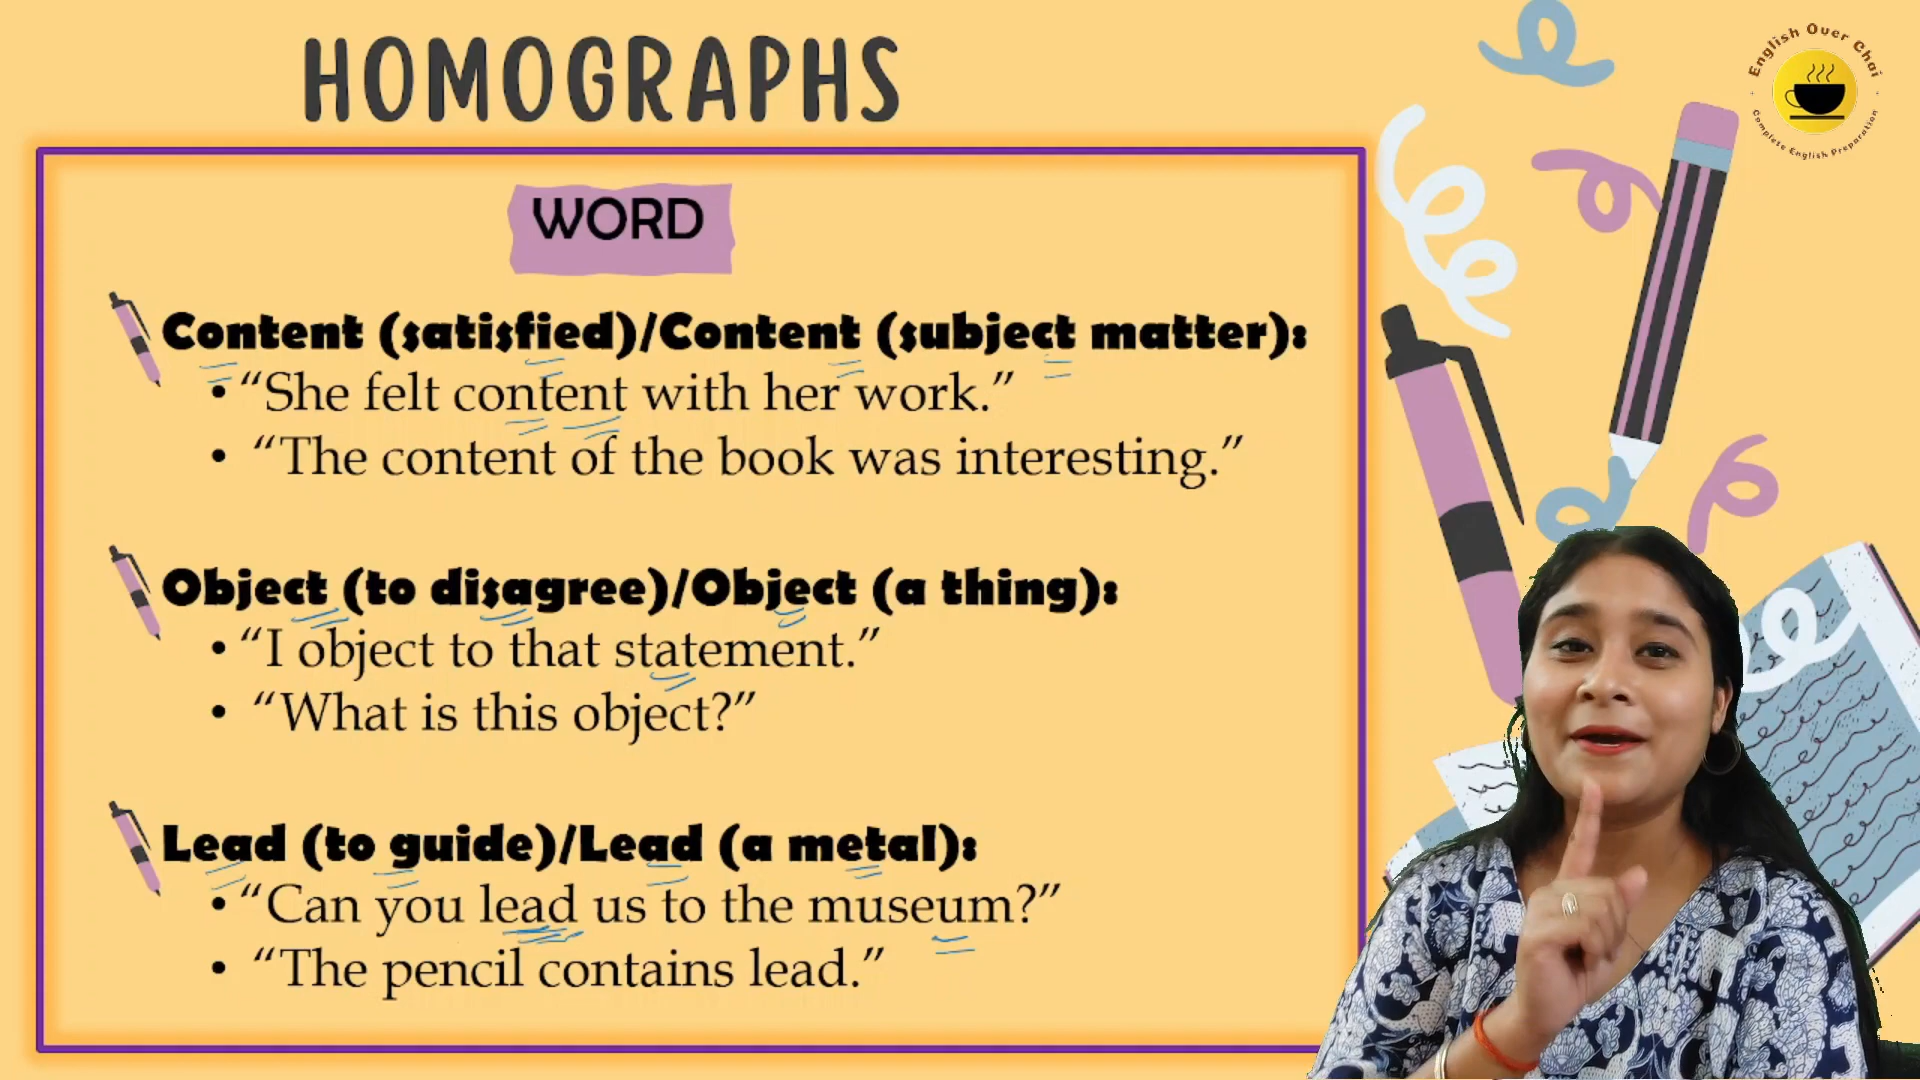 HOMOGRAPHS
English Over Chai
Complete English Preparation
WORD
Content (satisfied)/Content (subject matter):
• “She felt content with her work.”
• “The content of the book was interesting.”
Object (to disagree)/Object (a thing):
• “I object to that statement.”
• “What is this object?”
Lead (to guide)/Lead (a metal):
• “Can you lead us to the museum?”
• “The pencil contains lead.”